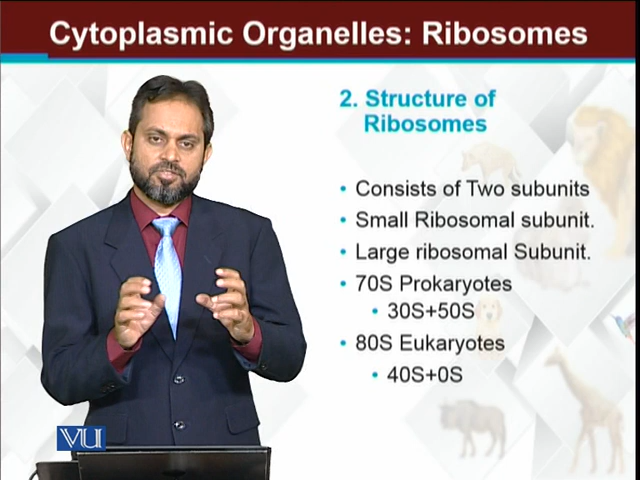 Cytoplasmic Organelles: Ribosomes
2. Structure of
Ribosomes
• Consists of Two subunits
• Small Ribosomal subunit.
• Large ribosomal Subunit.
• 70S Prokaryotes
• 30S+50S
• 80S Eukaryotes
• 40S+0S
VU